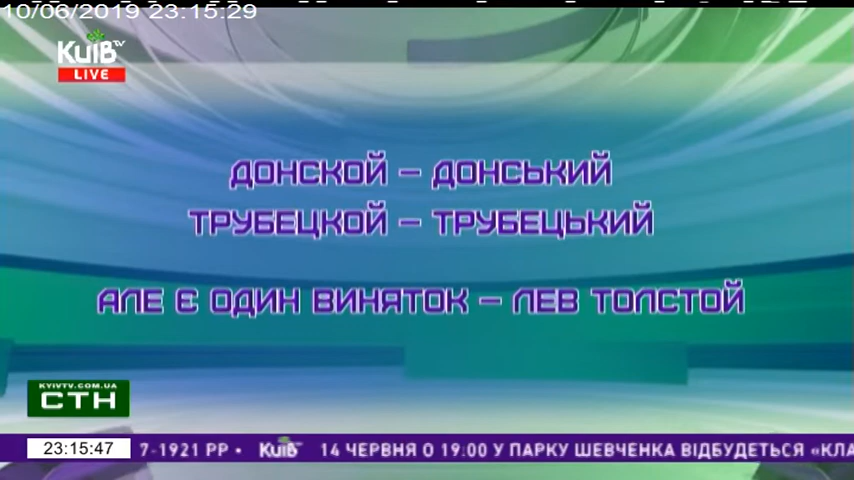 10/06/2019 23:15:29
КиїВ TV
LIVE
ДОНСКОЙ – ДОНСЬКИЙ
ТРУБЕЦКОЙ – ТРУБЕЦЬКИЙ
АЛЕ Є ОДИН ВИНЯТОК – ЛЕВ ТОЛСТОЙ
KYIVTV.COM.UA
СТН
23:15:47 7-1921 РР • КиїВ 14 ЧЕРВНЯ О 19:00 У ПАРКУ ШЕВЧЕНКА ВІДБУДЕТЬСЯ «КЛА